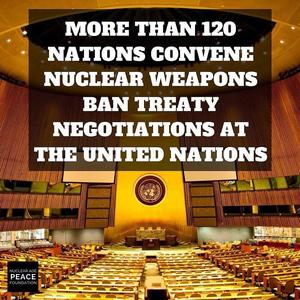 MORE THAN 120
NATIONS CONVENE
NUCLEAR WEAPONS
BAN TREATY
NEGOTIATIONS AT
THE UNITED NATIONS
NUCLEAR AGE
PEACE
FOUNDATION